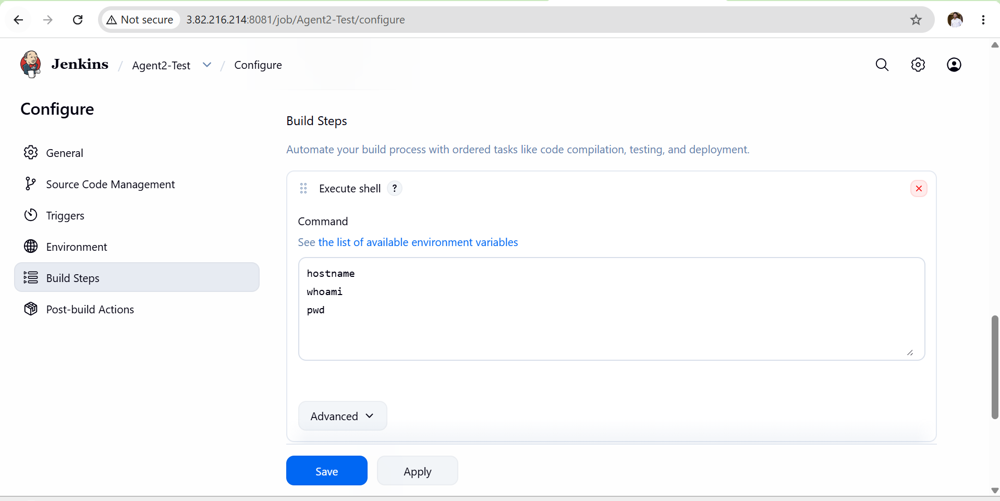 Not secure 3.82.216.214:8081/job/Agent2-Test/configure
Jenkins / Agent2-Test / Configure
Configure
General
Source Code Management
Triggers
Environment
Build Steps
Post-build Actions
Build Steps
Automate your build process with ordered tasks like code compilation, testing, and deployment.
Execute shell ?
Command
See the list of available environment variables
hostname
whoami
pwd
Advanced
Save Apply